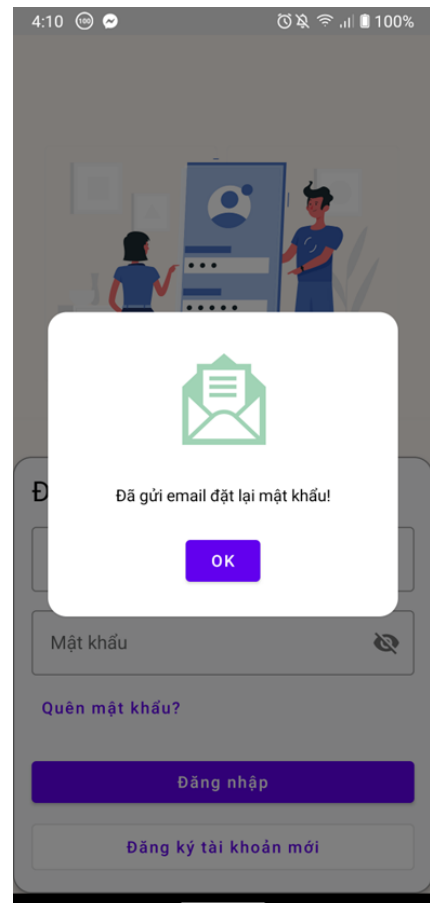 4:10
100%
Đã gửi email đặt lại mật khẩu!
OK
Đ
Mật khẩu
Quên mật khẩu?
Đăng nhập
Đăng ký tài khoản mới